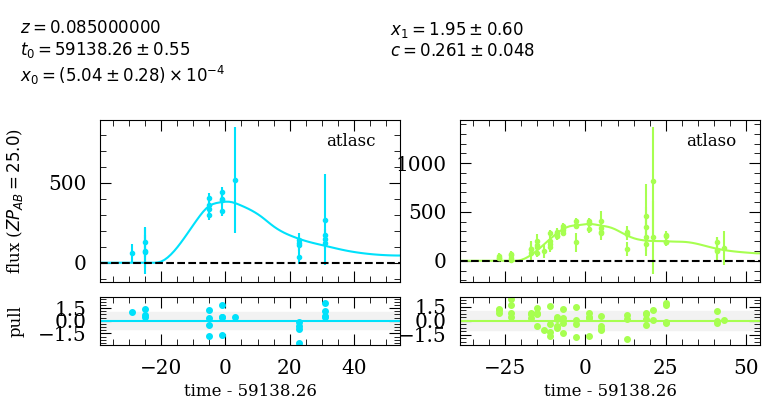 z = 0.085000000
t₀ = 59138.26 ± 0.55
x₀ = (5.04 ± 0.28) × 10⁻⁴
x₁ = 1.95 ± 0.60
c = 0.261 ± 0.048
flux (ZP_AB = 25.0)
500
0
atlasc
1000
500
0
atlaso
pull
1.5
0.0
−1.5
1.5
0.0
−1.5
−20 0 20 40
time - 59138.26
−25 0 25 50
time - 59138.26